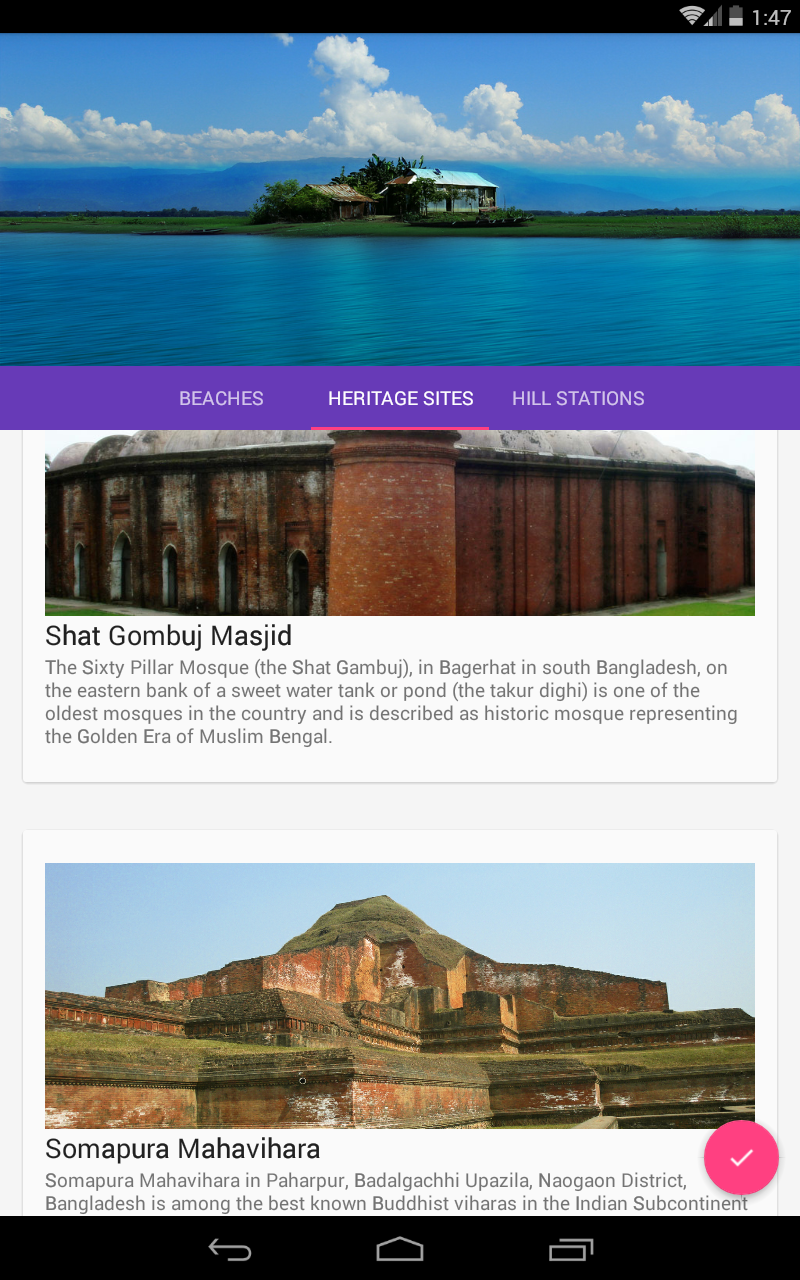 1:47
BEACHES HERITAGE SITES HILL STATIONS
Shat Gombuj Masjid
The Sixty Pillar Mosque (the Shat Gambuj), in Bagerhat in south Bangladesh, on
the eastern bank of a sweet water tank or pond (the takur dighi) is one of the
oldest mosques in the country and is described as historic mosque representing
the Golden Era of Muslim Bengal.
Somapura Mahavihara
Somapura Mahavihara in Paharpur, Badalgachhi Upazila, Naogaon District,
Bangladesh is among the best known Buddhist viharas in the Indian Subcontinent